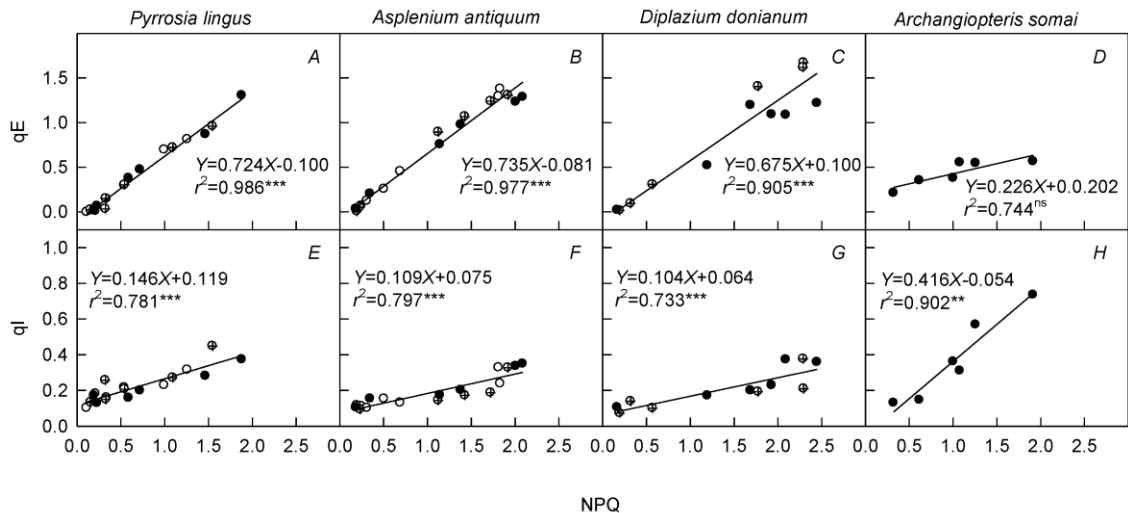 Pyrrosia lingus Asplenium antiquum Diplazium donianum Archangiopteris somai
A B C D
qE
2.0
1.5
1.0
0.5
0.0
Y=0.724X-0.100
r²=0.986***
Y=0.735X-0.081
r²=0.977***
Y=0.675X+0.100
r²=0.905***
Y=0.226X+0.0.202
r²=0.744ns
E F G H
qI
1.0
0.8
0.6
0.4
0.2
0.0
Y=0.146X+0.119
r²=0.781***
Y=0.109X+0.075
r²=0.797***
Y=0.104X+0.064
r²=0.733***
Y=0.416X-0.054
r²=0.902**
0.0 0.5 1.0 1.5 2.0 2.5 0.0 0.5 1.0 1.5 2.0 2.5 0.0 0.5 1.0 1.5 2.0 2.5 0.0 0.5 1.0 1.5 2.0 2.5
NPQ